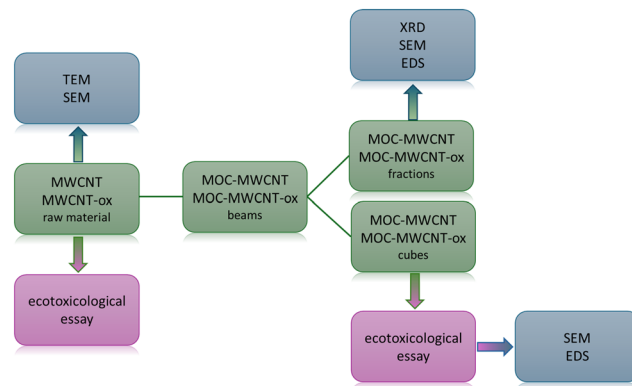 XRD
SEM
EDS
TEM
SEM
MOC-MWCNT
MOC-MWCNT-ox
fractions
MWCNT
MWCNT-ox
raw material
MOC-MWCNT
MOC-MWCNT-ox
beams
MOC-MWCNT
MOC-MWCNT-ox
cubes
ecotoxicological
essay
ecotoxicological
essay
SEM
EDS